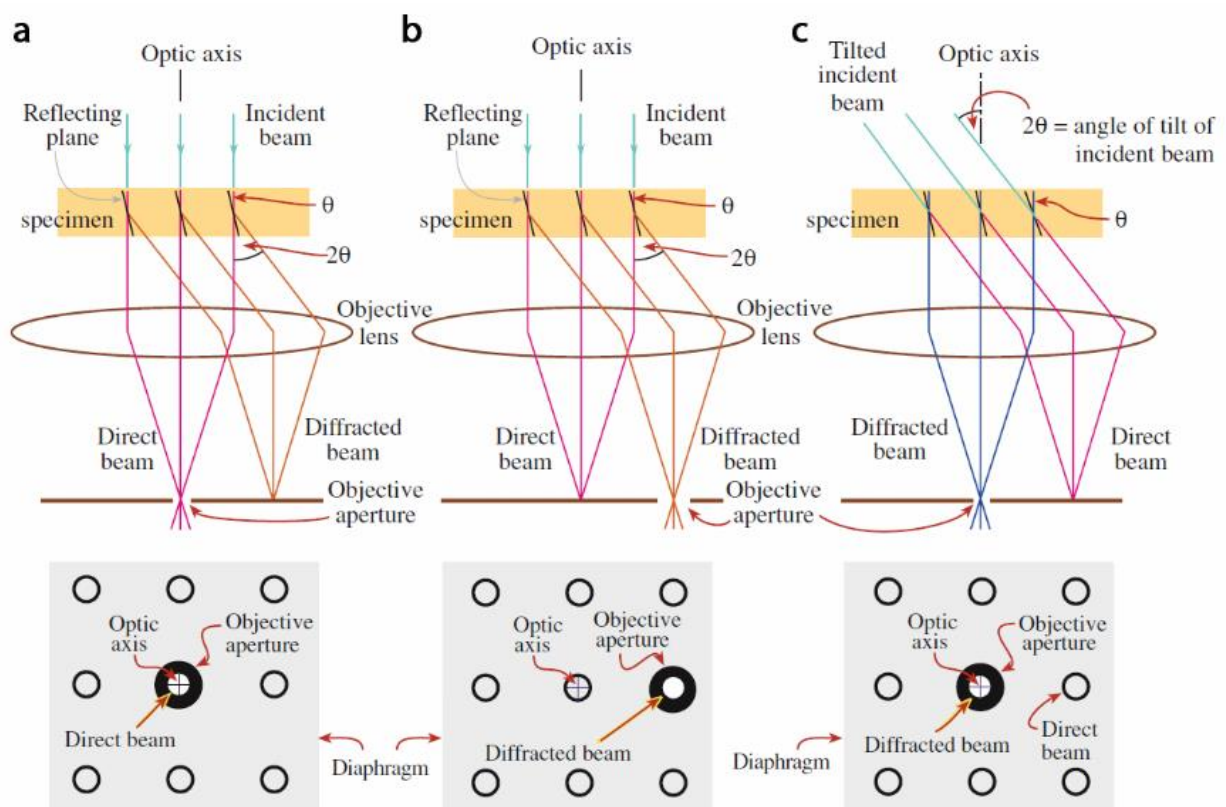 a
Optic axis
Reflecting
plane
Incident
beam
specimen
θ
2θ
Objective
lens
Direct
beam
Diffracted
beam
Objective
aperture
b
Optic axis
Reflecting
plane
Incident
beam
specimen
θ
2θ
Objective
lens
Direct
beam
Diffracted
beam
Objective
aperture
c
Tilted
incident
beam
Optic axis
2θ = angle of tilt of
incident beam
specimen
θ
Diffracted
beam
Direct
beam
Optic
axis
Objective
aperture
Direct beam
Diaphragm
Optic
axis
Objective
aperture
Diffracted beam
Diaphragm
Optic
axis
Objective
aperture
Diffracted beam
Direct
beam